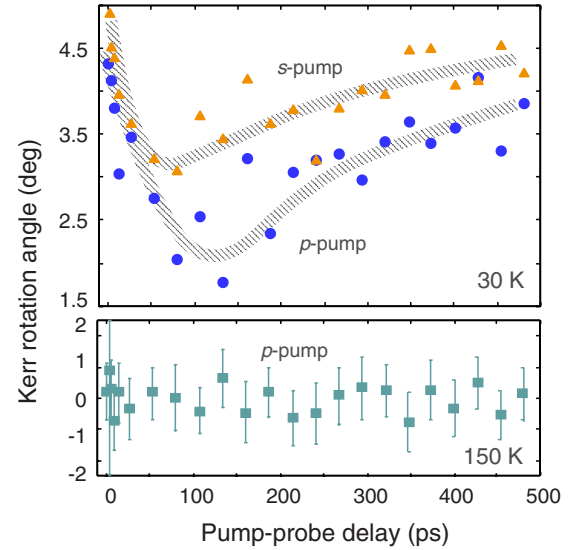 4.5
3.5
2.5
1.5
s-pump
p-pump
30 K
Kerr rotation angle (deg)
2
1
0
-1
-2
p-pump
150 K
0 100 200 300 400 500
Pump-probe delay (ps)